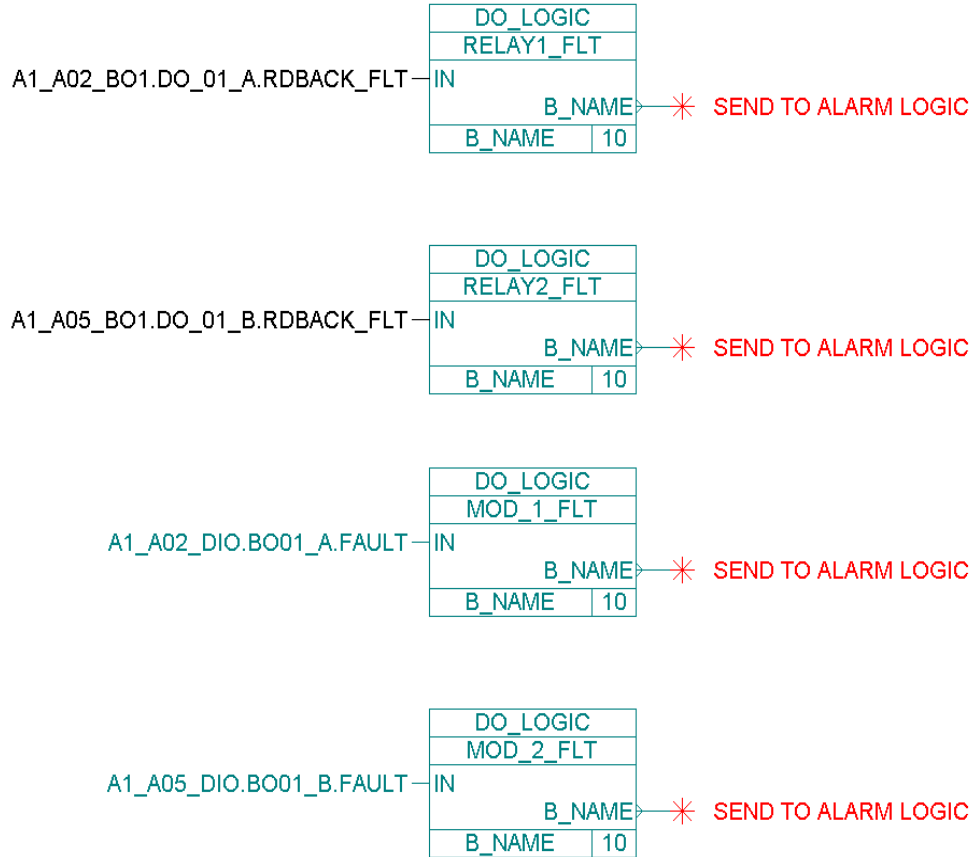 DO_LOGIC
RELAY1_FLT
A1_A02_BO1.DO_01_A.RDBACK_FLT IN
B_NAME SEND TO ALARM LOGIC
B_NAME 10
DO_LOGIC
RELAY2_FLT
A1_A05_BO1.DO_01_B.RDBACK_FLT IN
B_NAME SEND TO ALARM LOGIC
B_NAME 10
DO_LOGIC
MOD_1_FLT
A1_A02_DIO.BO01_A.FAULT IN
B_NAME SEND TO ALARM LOGIC
B_NAME 10
DO_LOGIC
MOD_2_FLT
A1_A05_DIO.BO01_B.FAULT IN
B_NAME SEND TO ALARM LOGIC
B_NAME 10